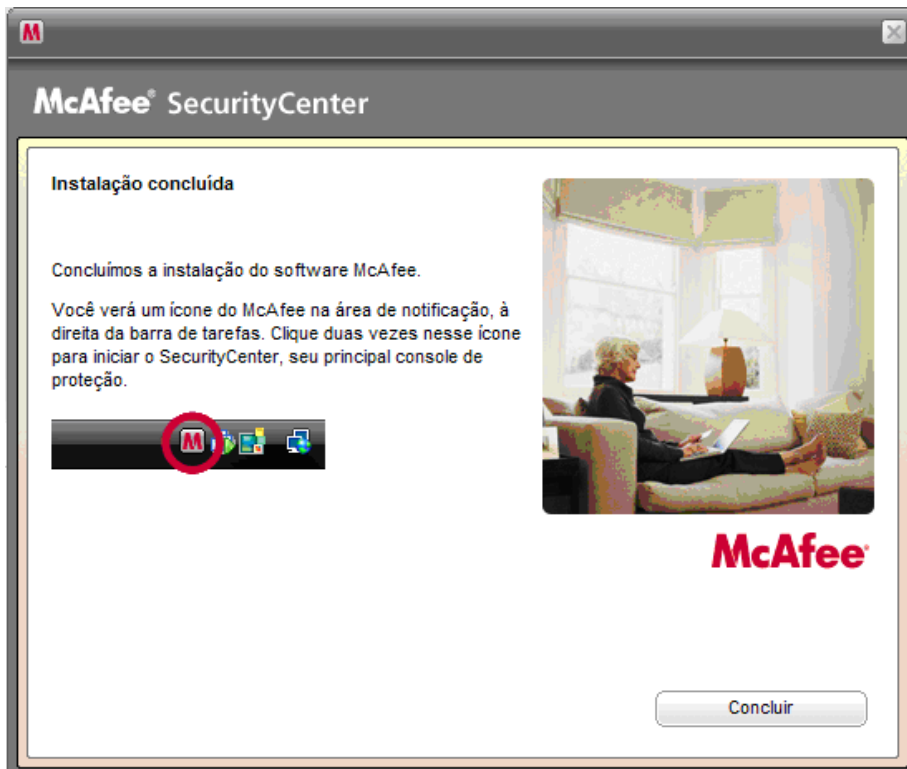 McAfee® SecurityCenter
Instalação concluída
Concluímos a instalação do software McAfee.
Você verá um ícone do McAfee na área de notificação, à
direita da barra de tarefas. Clique duas vezes nesse ícone
para iniciar o SecurityCenter, seu principal console de
proteção.
McAfee®
Concluir